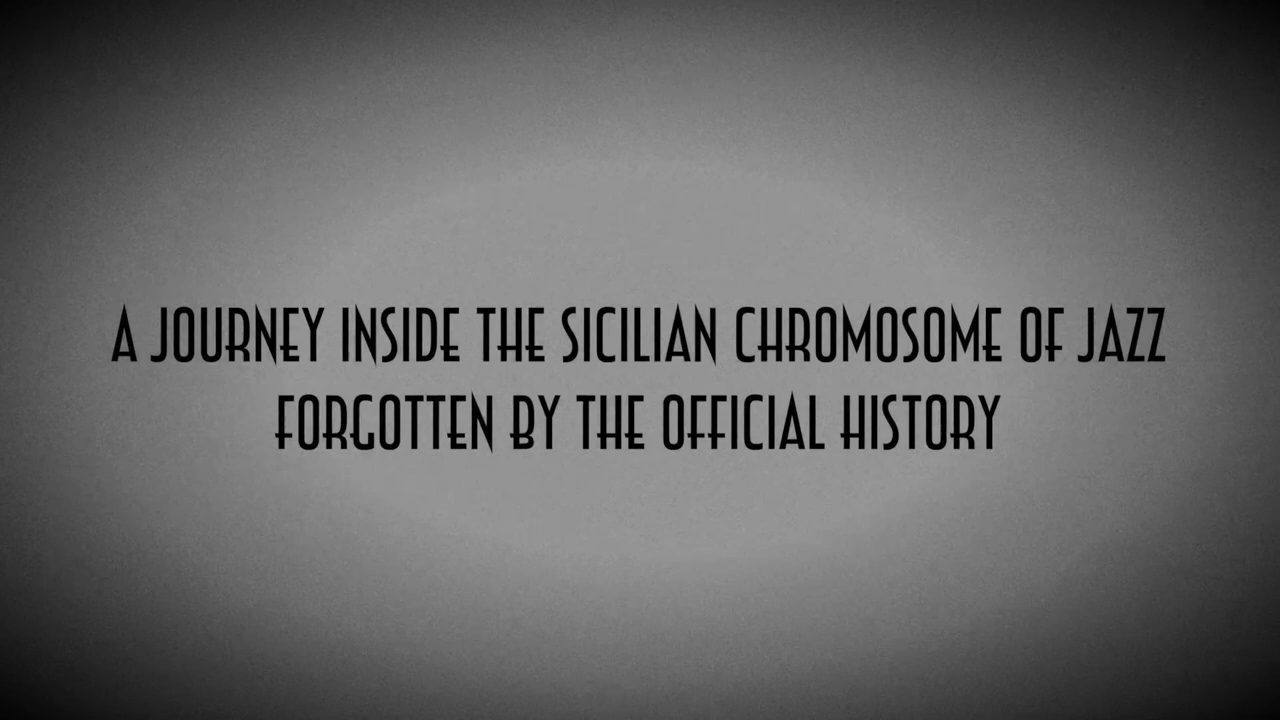 A JOURNEY INSIDE THE SICILIAN CHROMOSOME OF JAZZ
FORGOTTEN BY THE OFFICIAL HISTORY